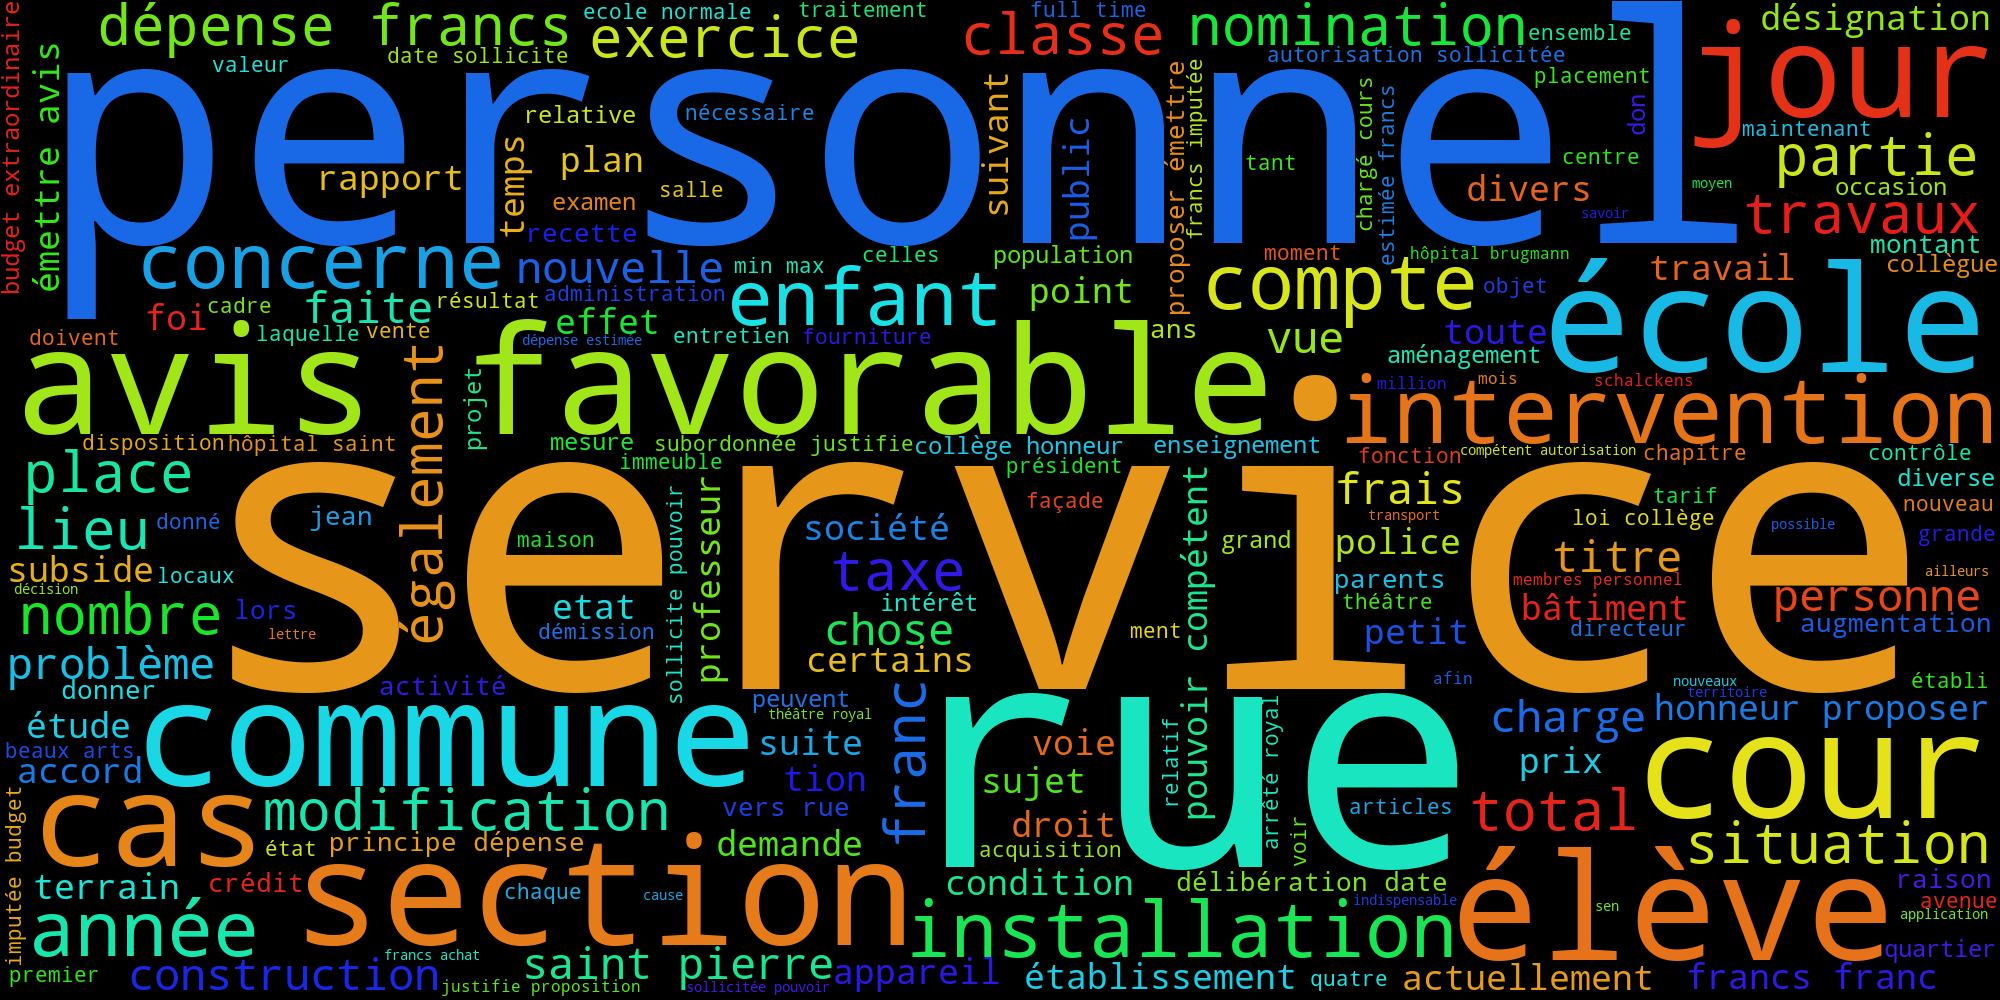 personnel
service
rue
avis favorable
école
jour
élève
section
commune
cour
cas
intervention
installation
enfant
compte
concerne
dépense francs
exercice
classe
nomination
désignation
partie
travaux
travail
divers
ecole normale
traitement
full time
ensemble
valeur
date sollicite
autorisation sollicitée
placement
budget extraordinaire
émettre avis
relative
nécessaire
rapport
temps
plan
salle
examen
recette
suivant
public
proposer émettre
francs imputée
tant
chargé cours
estimée francs
centre
don
maintenant
moyen
occasion
savoir
montant
collègue
hôpital brugmann
moment
objet
population
celles
min max
nouvelle
administration
point
foi
cadre
faite
résultat
effet
laquelle
vente
doivent
dépense estimée
entretien
fourniture
ans
vue
toute
aménagement
projet
également
million
mois
schalckens
disposition
hôpital saint
mesure
subordonnée justifie
collège honneur
enseignement
fonction
compétent autorisation
chapitre
contrôle
place
immeuble
président
frais
tarif
diverse
nouveau
lieu
donné
jean
façade
transport
loi collège
possible
grande
maison
société
grand
police
titre
ailleurs
subside
locaux
taxe
parents
membres personnel
décision
nombre
lors
etat
intérêt
théâtre
bâtiment
personne
lettre
démission
chose
ment
petit
directeur
augmentation
sollicite pouvoir
professeur
pouvoir compétent
problème
certains
donner
activité
peuvent
afin
nouveaux
territoire
établi
étude
théâtre royal
franc
charge
honneur proposer
beaux arts
accord
suite
voie
relatif
arrêté royal
prix
tion
sujet
modification
vers rue
articles
total
imputée budget
droit
situation
état
principe dépense
demande
acquisition
voir
terrain
crédit
chaque
cause
condition
délibération date
indispensable
sen
raison
avenue
application
année
francs achat
quartier
premier
construction
justifie proposition
saint pierre
sollicitée pouvoir
appareil
établissement
quatre
actuellement
francs franc